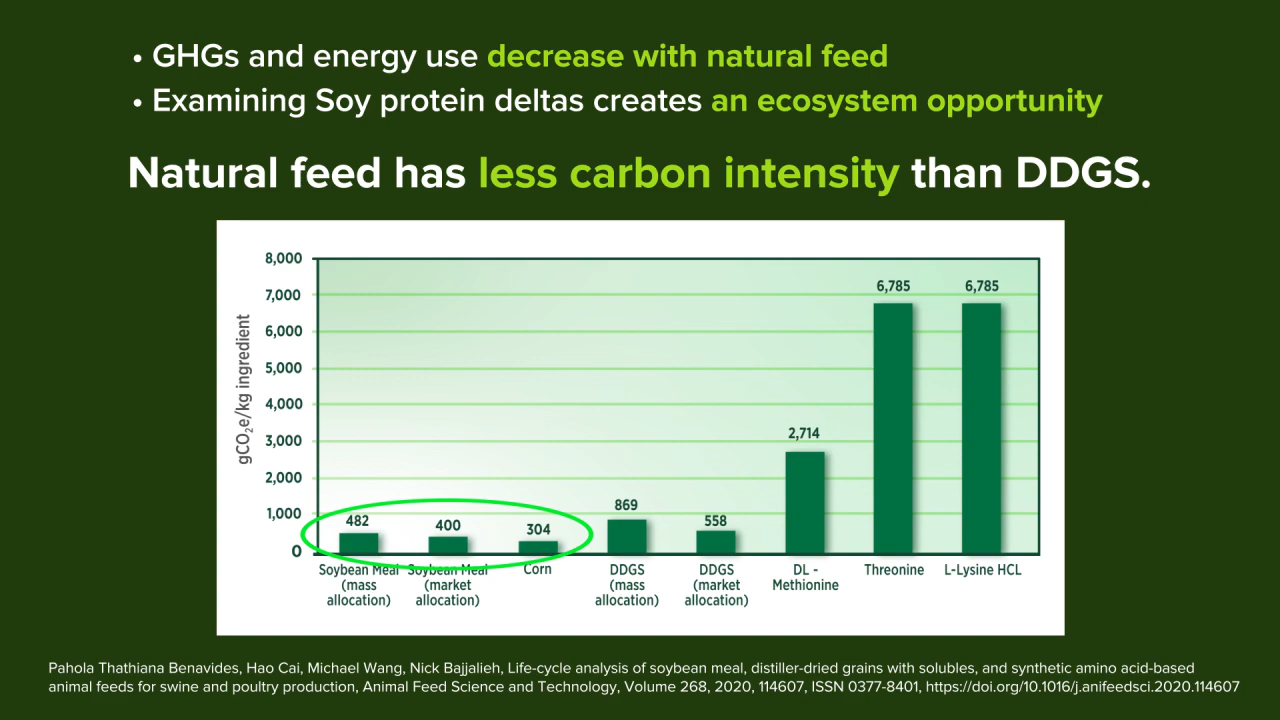 • GHGs and energy use decrease with natural feed
• Examining Soy protein deltas creates an ecosystem opportunity
Natural feed has less carbon intensity than DDGS.
gCO₂e/kg ingredient
8,000
7,000
6,000
5,000
4,000
3,000
2,000
1,000
0
482
400
304
869
558
2,714
6,785
6,785
Soybean Meal
(mass
allocation)
Soybean Meal
(market
allocation)
Corn
DDGS
(mass
allocation)
DDGS
(market
allocation)
DL -
Methionine
Threonine
L-Lysine HCL
Pahola Thathiana Benavides, Hao Cai, Michael Wang, Nick Bajjalieh, Life-cycle analysis of soybean meal, distiller-dried grains with solubles, and synthetic amino acid-based
animal feeds for swine and poultry production, Animal Feed Science and Technology, Volume 268, 2020, 114607, ISSN 0377-8401, https://doi.org/10.1016/j.anifeedsci.2020.114607